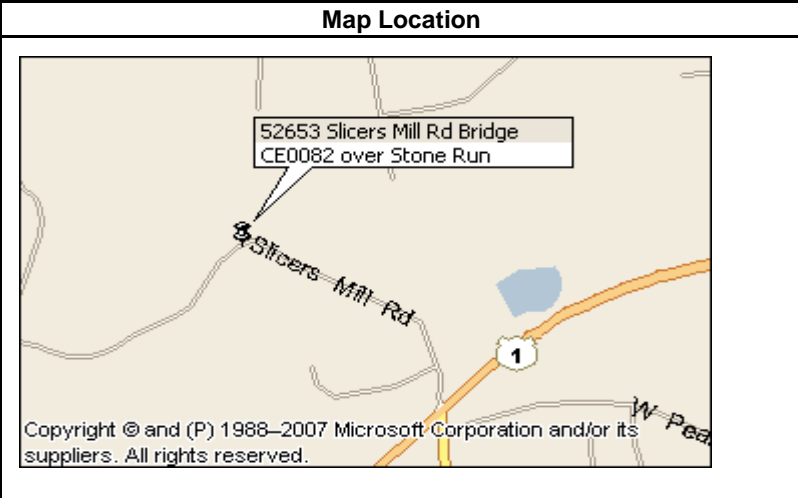 Map Location
52653 Slicers Mill Rd Bridge
CE0082 over Stone Run
Slicers Mill Rd
1
W
Copyright © and (P) 1988–2007 Microsoft Corporation and/or its
suppliers. All rights reserved.